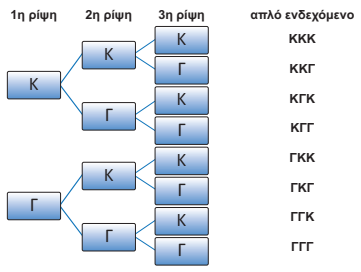 1η ρίψη 2η ρίψη 3η ρίψη απλό ενδεχόμενο
Κ ΚΚΚ
Κ
Γ ΚΚΓ
Κ
Κ ΚΓΚ
Γ
Γ ΚΓΓ
Κ ΓΚΚ
Κ
Γ ΓΚΓ
Γ
Κ ΓΓΚ
Γ
Γ ΓΓΓ